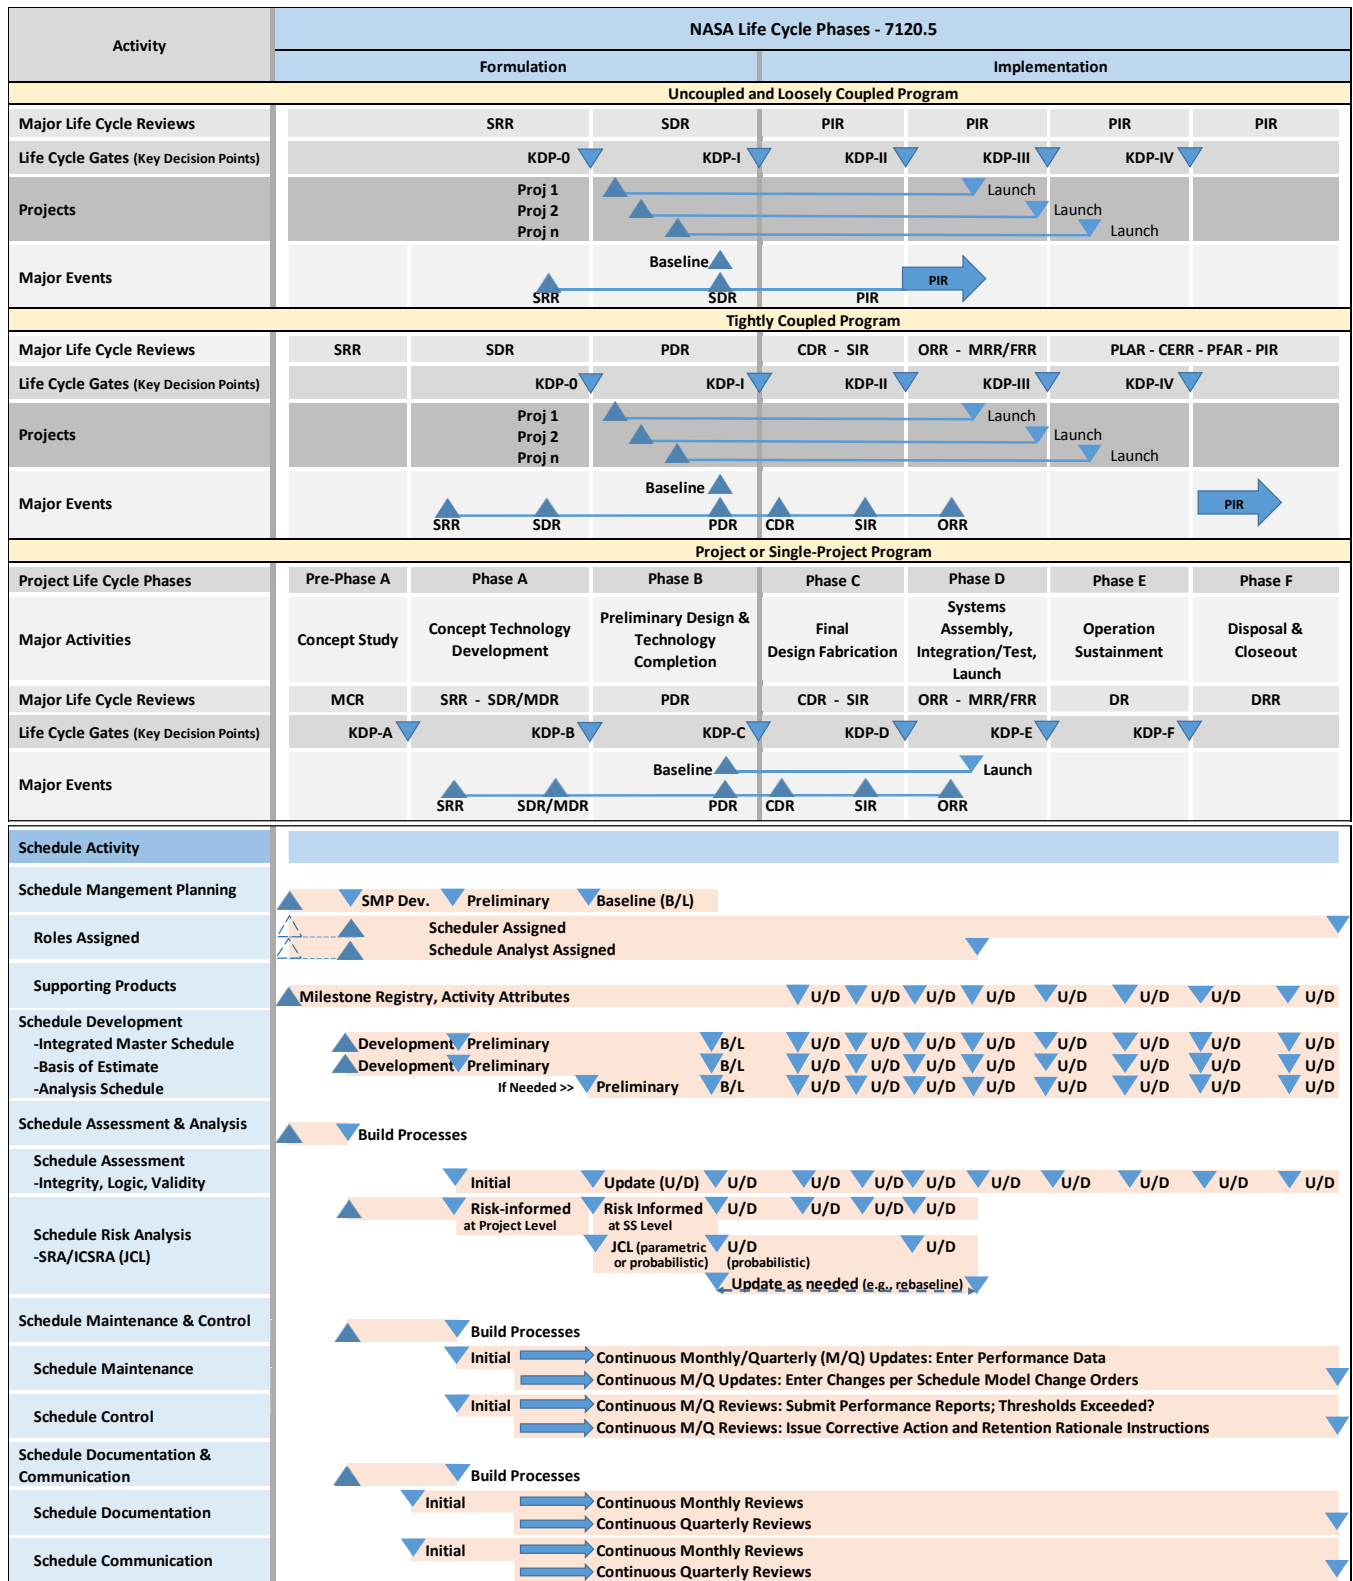 Activity
NASA Life Cycle Phases - 7120.5
Formulation
Implementation
Uncoupled and Loosely Coupled Program
Major Life Cycle Reviews
SRR
SDR
PIR
PIR
PIR
PIR
Life Cycle Gates (Key Decision Points)
KDP-0
KDP-I
KDP-II
KDP-III
KDP-IV
Projects
Proj 1
Launch
Proj 2
Launch
Proj n
Launch
Major Events
Baseline
PIR
SRR
SDR
PIR
Tightly Coupled Program
Major Life Cycle Reviews
SRR
SDR
PDR
CDR - SIR
ORR - MRR/FRR
PLAR - CERR - PFAR - PIR
Life Cycle Gates (Key Decision Points)
KDP-0
KDP-I
KDP-II
KDP-III
KDP-IV
Projects
Proj 1
Launch
Proj 2
Launch
Proj n
Launch
Major Events
Baseline
PIR
SRR
SDR
PDR
CDR
SIR
ORR
Project or Single-Project Program
Project Life Cycle Phases
Pre-Phase A
Phase A
Phase B
Phase C
Phase D
Phase E
Phase F
Major Activities
Concept Study
Concept Technology
Development
Preliminary Design &
Technology
Completion
Final
Design Fabrication
Systems
Assembly,
Integration/Test,
Launch
Operation
Sustainment
Disposal &
Closeout
Major Life Cycle Reviews
MCR
SRR - SDR/MDR
PDR
CDR - SIR
ORR - MRR/FRR
DR
DRR
Life Cycle Gates (Key Decision Points)
KDP-A
KDP-B
KDP-C
KDP-D
KDP-E
KDP-F
Major Events
Baseline
Launch
SRR
SDR/MDR
PDR
CDR
SIR
ORR
Schedule Activity
Schedule Mangement Planning
SMP Dev.
Preliminary
Baseline (B/L)
Roles Assigned
Scheduler Assigned
Schedule Analyst Assigned
Supporting Products
Milestone Registry, Activity Attributes
U/D U/D U/D U/D U/D U/D U/D U/D
Schedule Development
-Integrated Master Schedule
Development Preliminary B/L U/D U/D U/D U/D U/D U/D U/D U/D
-Basis of Estimate
Development Preliminary B/L U/D U/D U/D U/D U/D U/D U/D U/D
-Analysis Schedule
If Needed >> Preliminary B/L U/D U/D U/D U/D U/D U/D U/D U/D
Schedule Assessment & Analysis
Build Processes
Schedule Assessment
-Integrity, Logic, Validity
Initial Update (U/D) U/D U/D U/D U/D U/D U/D U/D U/D U/D
Schedule Risk Analysis
-SRA/ICSRA (JCL)
Risk-informed
at Project Level
Risk Informed
at SS Level
U/D U/D U/D U/D
JCL (parametric
or probabilistic)
U/D
(probabilistic)
U/D
Update as needed (e.g., rebaseline)
Schedule Maintenance & Control
Build Processes
Schedule Maintenance
Initial
Continuous Monthly/Quarterly (M/Q) Updates: Enter Performance Data
Continuous M/Q Updates: Enter Changes per Schedule Model Change Orders
Schedule Control
Initial
Continuous M/Q Reviews: Submit Performance Reports; Thresholds Exceeded?
Continuous M/Q Reviews: Issue Corrective Action and Retention Rationale Instructions
Schedule Documentation &
Communication
Build Processes
Schedule Documentation
Initial
Continuous Monthly Reviews
Continuous Quarterly Reviews
Schedule Communication
Initial
Continuous Monthly Reviews
Continuous Quarterly Reviews